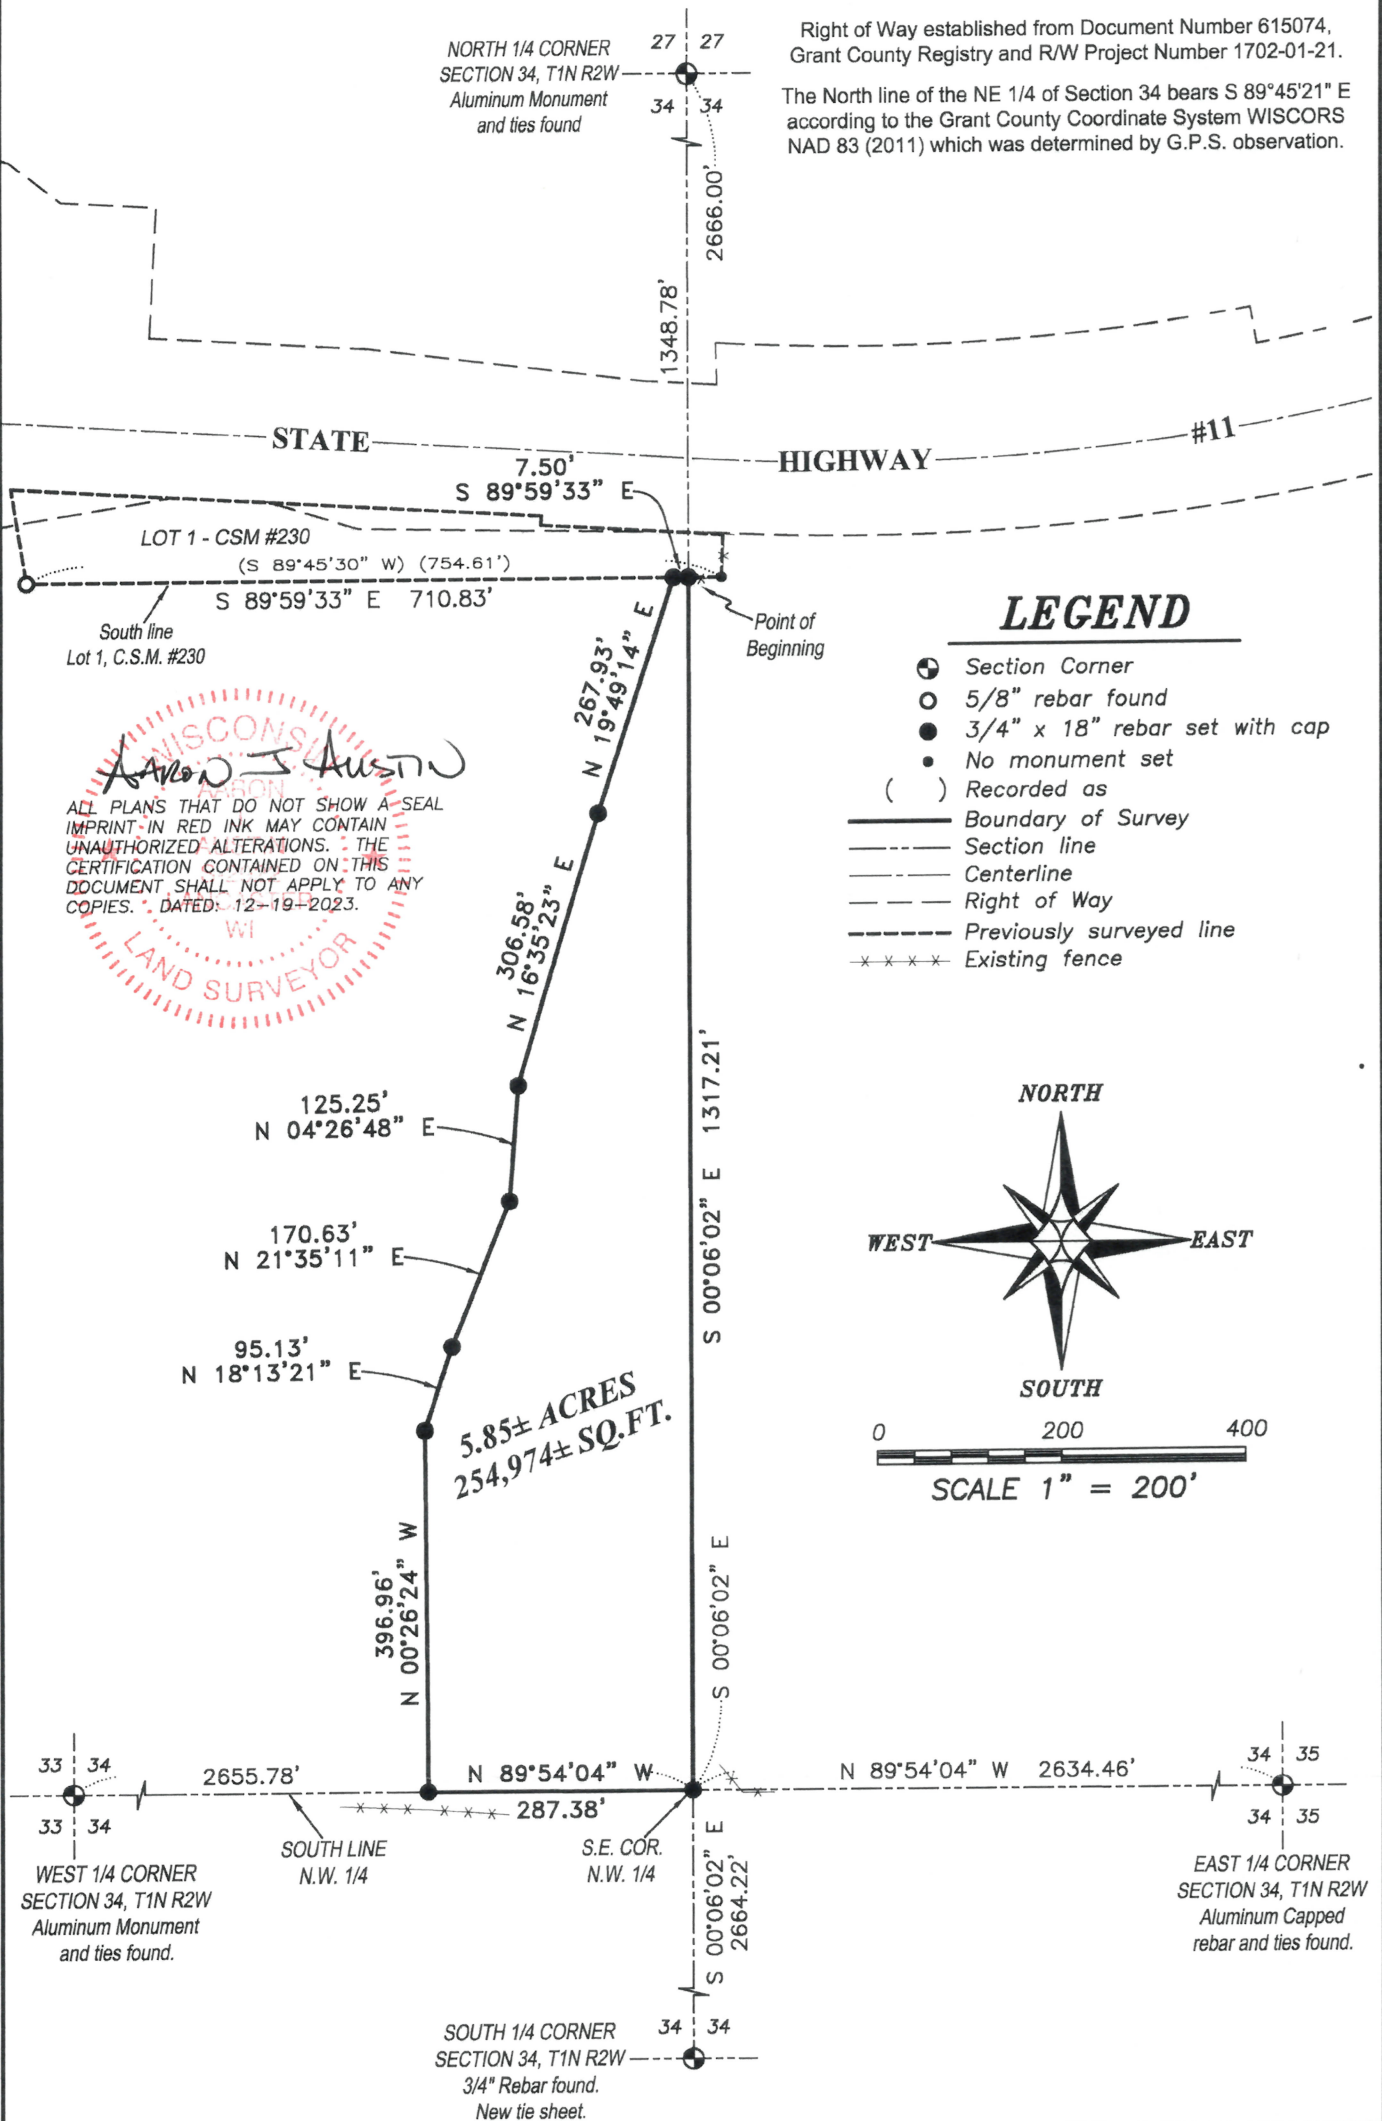 Right of Way established from Document Number 615074,
Grant County Registry and R/W Project Number 1702-01-21.
The North line of the NE 1/4 of Section 34 bears S 89°45'21" E
according to the Grant County Coordinate System WISCORS
NAD 83 (2011) which was determined by G.P.S. observation.
NORTH 1/4 CORNER
SECTION 34, T1N R2W
Aluminum Monument
and ties found
27 27
34 34
2666.00'
1348.78'
STATE
HIGHWAY
#11
7.50'
S 89°59'33" E
LOT 1 - CSM #230
(S 89°45'30" W) (754.61')
S 89°59'33" E 710.83'
South line
Lot 1, C.S.M. #230
Point of
Beginning
LEGEND
Section Corner
5/8" rebar found
3/4" x 18" rebar set with cap
No monument set
( ) Recorded as
Boundary of Survey
Section line
Centerline
Right of Way
Previously surveyed line
Existing fence
267.93'
N 19°49'14" E
WISCONSIN
AARON J AUSTIN
AARON
J
AUSTIN
LANCASTER
WI
LAND SURVEYOR
ALL PLANS THAT DO NOT SHOW A SEAL
IMPRINT IN RED INK MAY CONTAIN
UNAUTHORIZED ALTERATIONS. THE
CERTIFICATION CONTAINED ON THIS
DOCUMENT SHALL NOT APPLY TO ANY
COPIES. DATED: 12-19-2023.
306.58'
N 16°35'23" E
125.25'
N 04°26'48" E
170.63'
N 21°35'11" E
95.13'
N 18°13'21" E
S 00°06'02" E 1317.21'
NORTH
WEST
EAST
SOUTH
0 200 400
SCALE 1" = 200'
5.85± ACRES
254,974± SQ.FT.
396.96'
N 00°26'24" W
S 00°06'02" E
33 34
33 34
2655.78'
N 89°54'04" W
287.38'
N 89°54'04" W 2634.46'
34 35
34 35
SOUTH LINE
N.W. 1/4
S.E. COR.
N.W. 1/4
WEST 1/4 CORNER
SECTION 34, T1N R2W
Aluminum Monument
and ties found.
EAST 1/4 CORNER
SECTION 34, T1N R2W
Aluminum Capped
rebar and ties found.
S 00°06'02" E
2664.22'
34 34
SOUTH 1/4 CORNER
SECTION 34, T1N R2W
3/4" Rebar found.
New tie sheet.